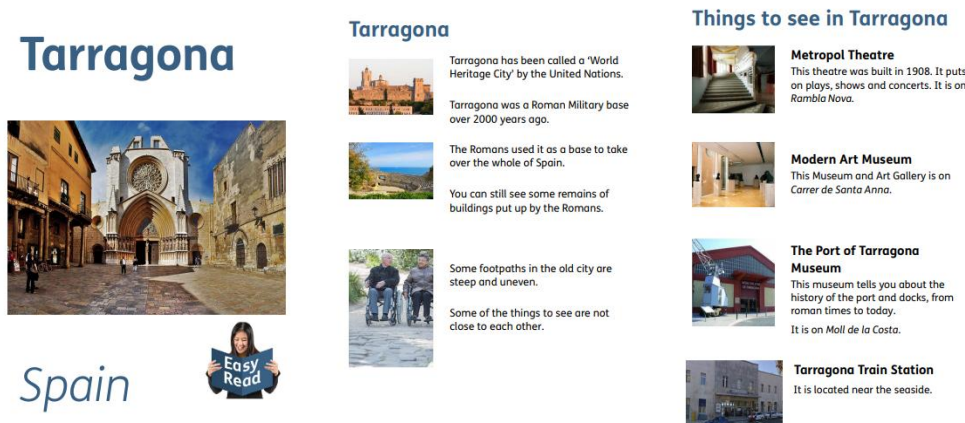 Tarragona
Easy
Read
Spain
Tarragona
Tarragona has been called a ‘World
Heritage City’ by the United Nations.
Tarragona was a Roman Military base
over 2000 years ago.
The Romans used it as a base to take
over the whole of Spain.
You can still see some remains of
buildings put up by the Romans.
Some footpaths in the old city are
steep and uneven.
Some of the things to see are not
close to each other.
Things to see in Tarragona
Metropol Theatre
This theatre was built in 1908. It puts
on plays, shows and concerts. It is on
Rambla Nova.
Modern Art Museum
This Museum and Art Gallery is on
Carrer de Santa Anna.
The Port of Tarragona
Museum
This museum tells you about the
history of the port and docks, from
roman times to today.
It is on Moll de la Costa.
Tarragona Train Station
It is located near the seaside.